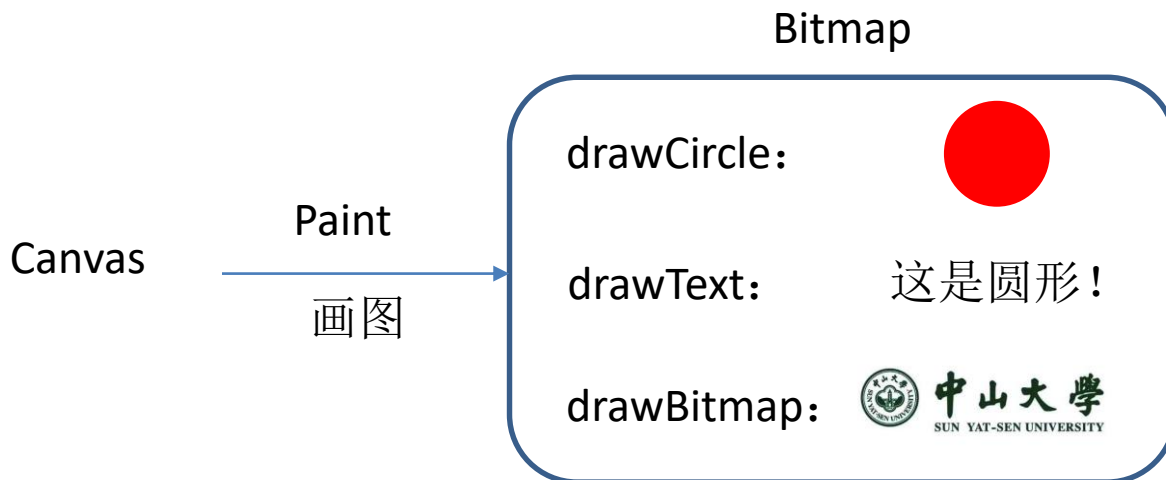 Bitmap
drawCircle：
Paint
Canvas
画图
drawText： 这是圆形！
drawBitmap： 中山大學
SUN YAT-SEN UNIVERSITY